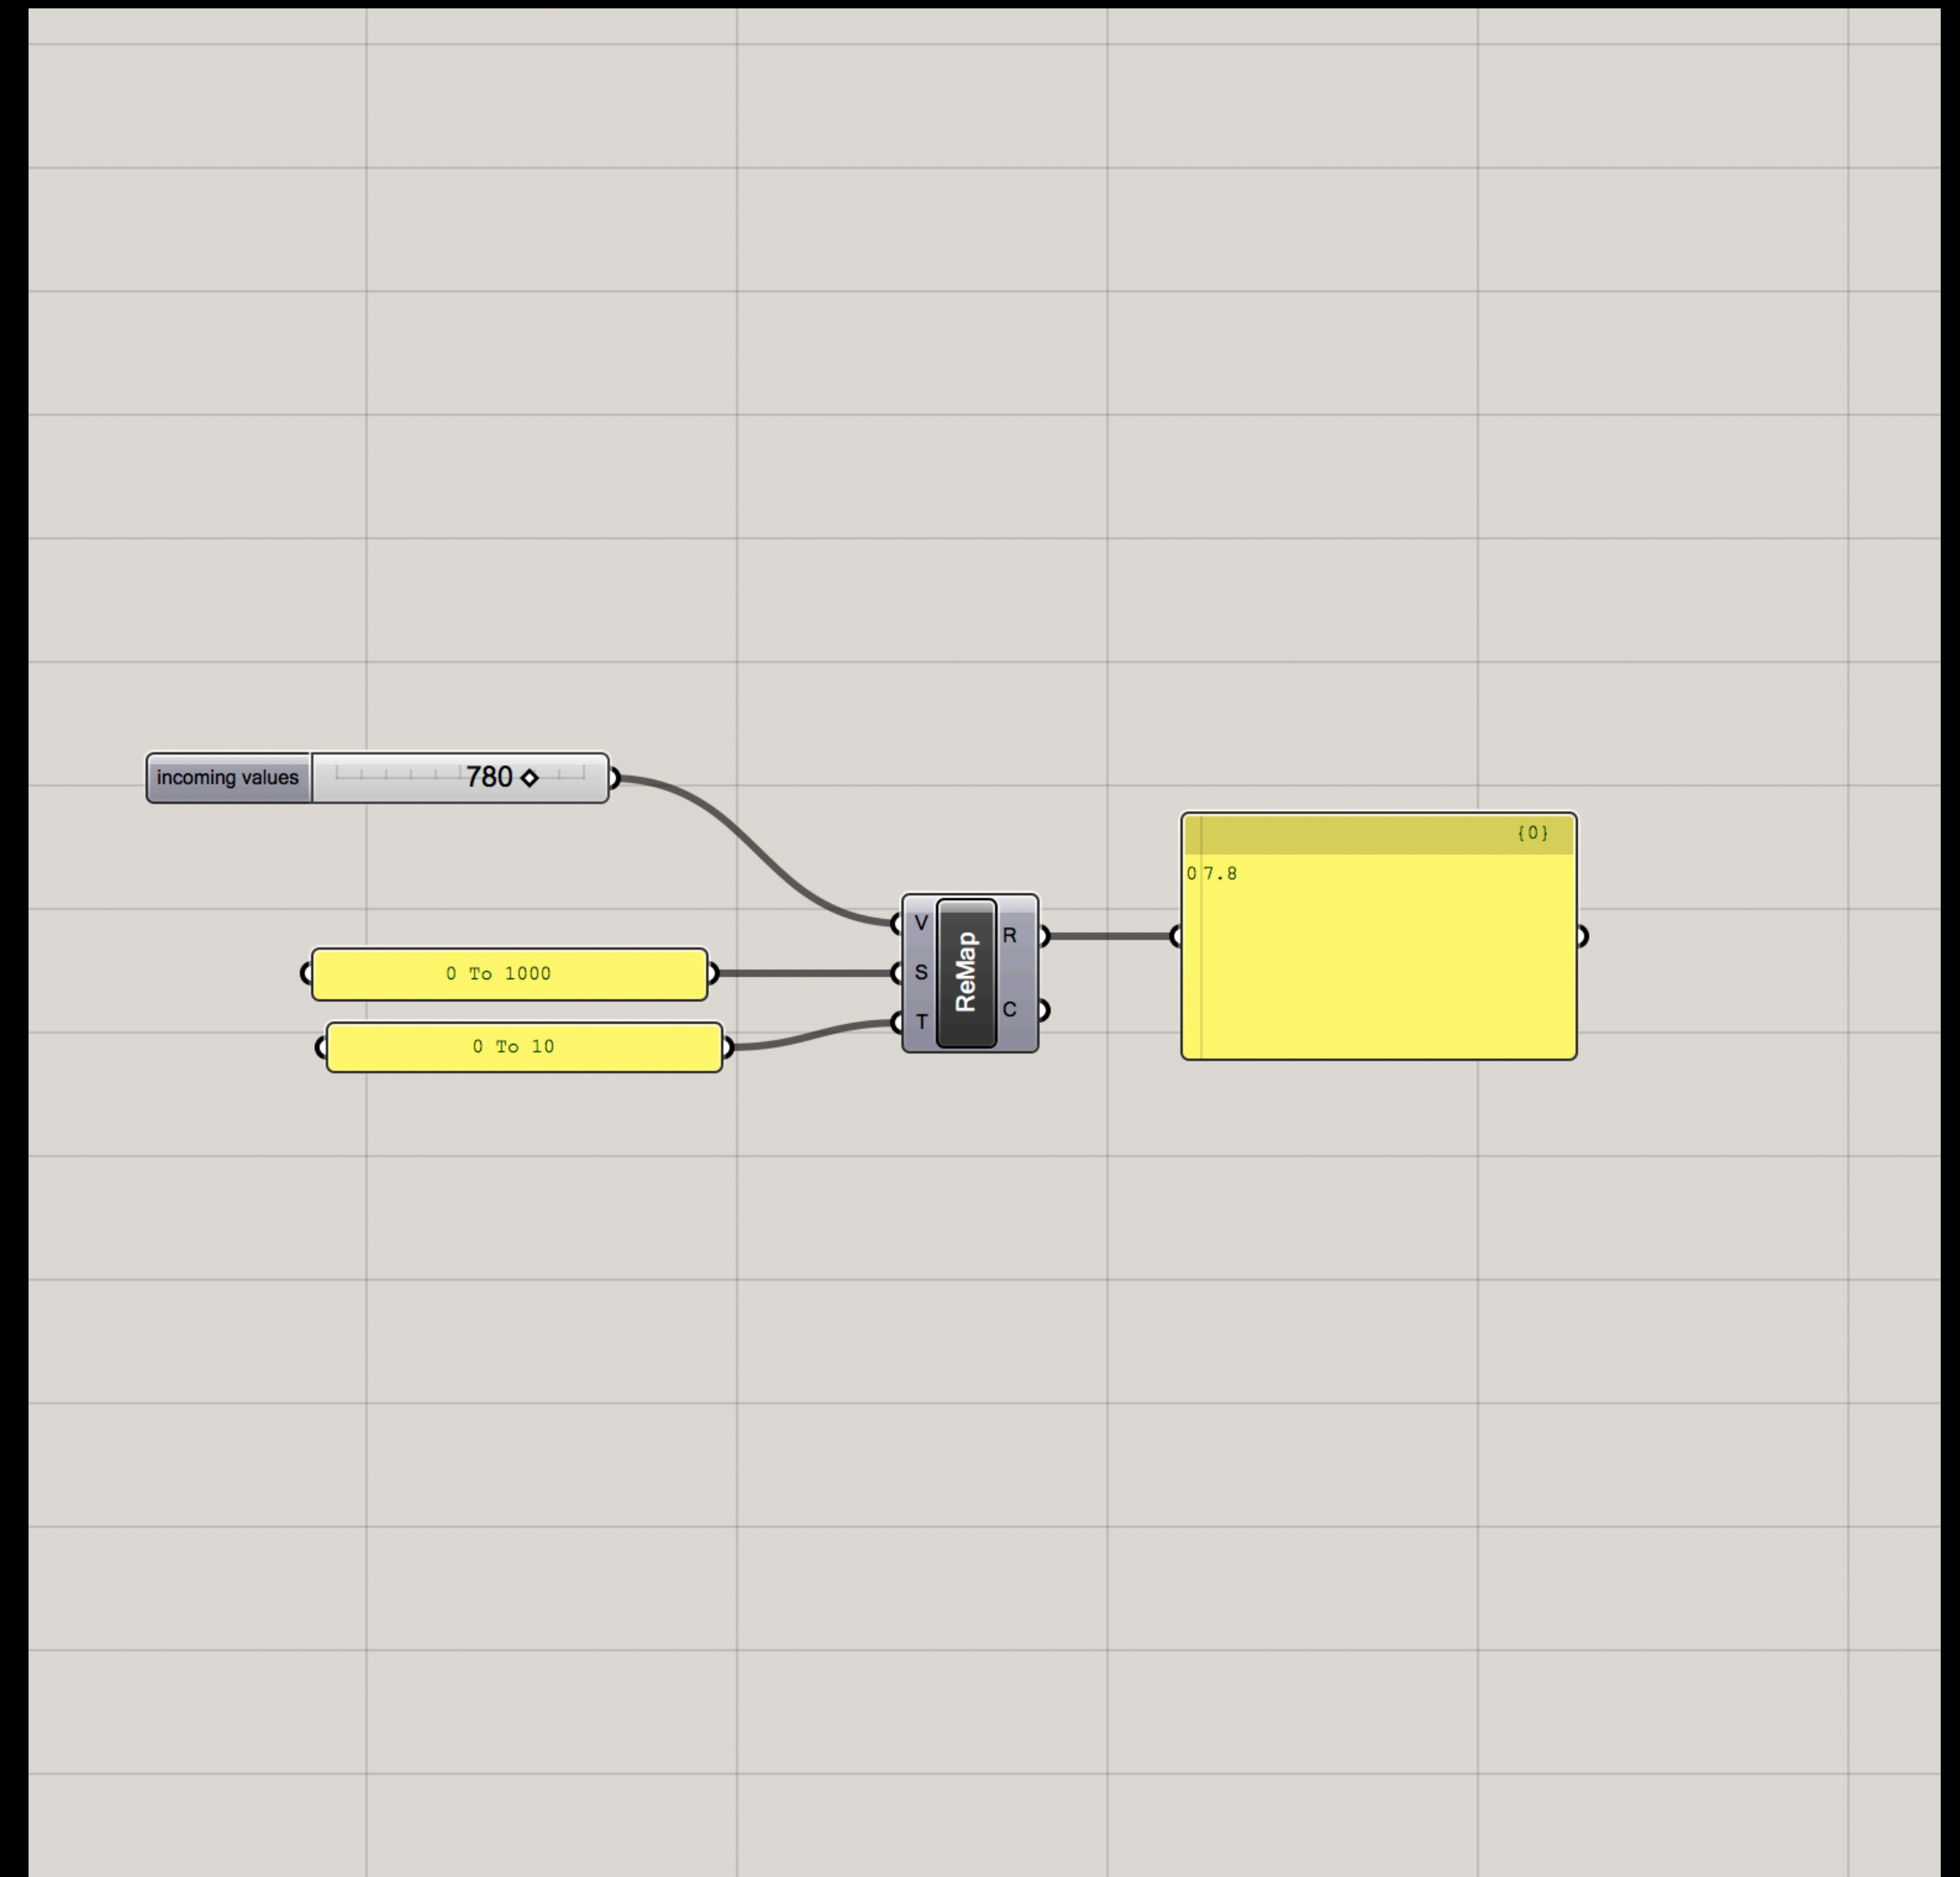 incoming values 780
0 To 1000
0 To 10
V
S
T
ReMap
R
C
{0}
0 7.8